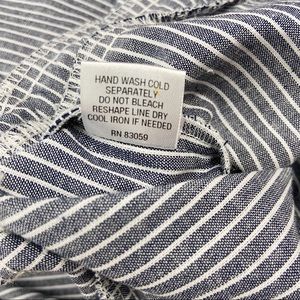 HAND WASH COLD
SEPARATELY
DO NOT BLEACH
RESHAPE LINE DRY
COOL IRON IF NEEDED
RN 83059